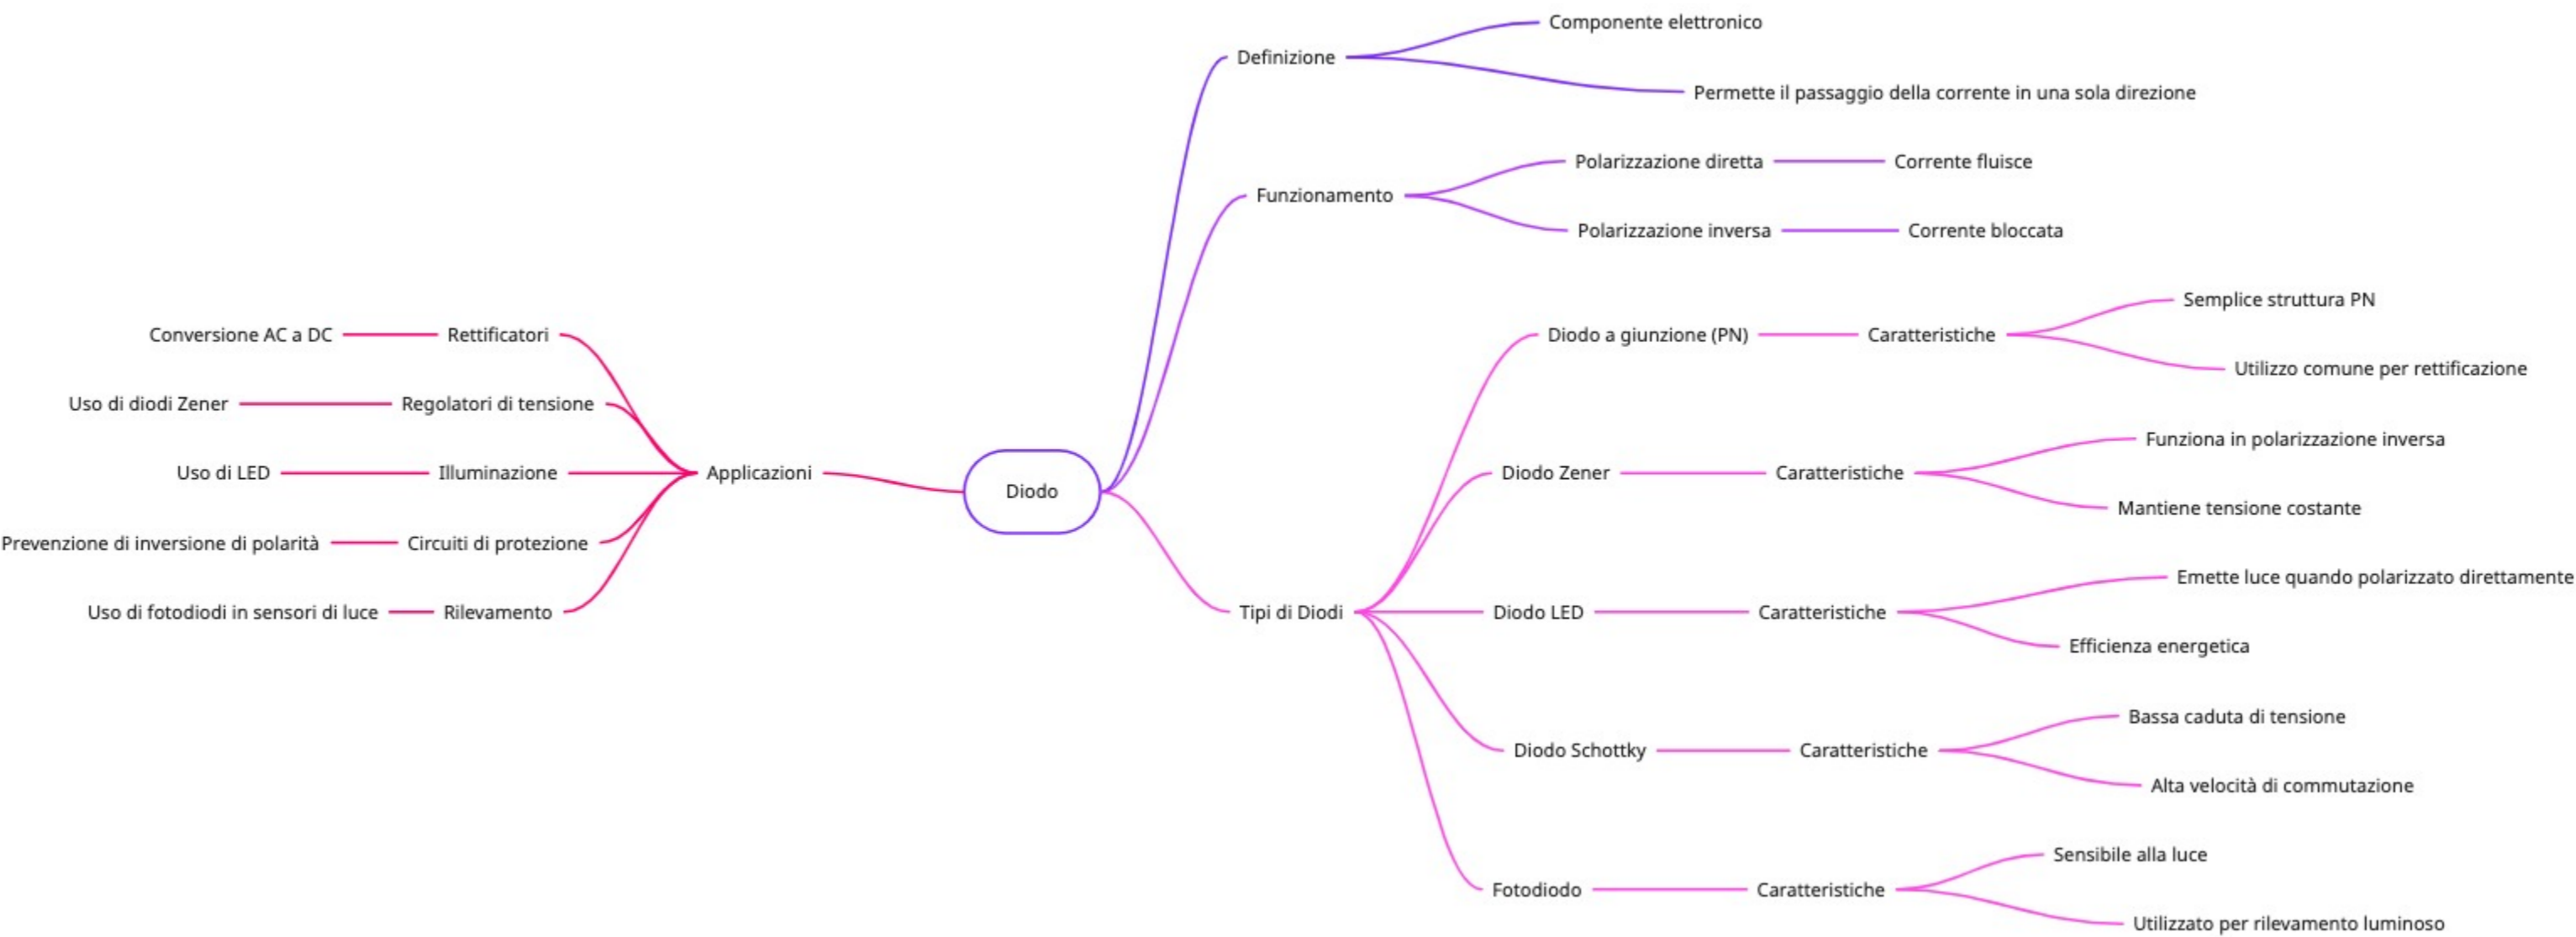 Diodo
Definizione
Componente elettronico
Permette il passaggio della corrente in una sola direzione
Funzionamento
Polarizzazione diretta
Corrente fluisce
Polarizzazione inversa
Corrente bloccata
Tipi di Diodi
Diodo a giunzione (PN)
Caratteristiche
Semplice struttura PN
Utilizzo comune per rettificazione
Diodo Zener
Caratteristiche
Funziona in polarizzazione inversa
Mantiene tensione costante
Diodo LED
Caratteristiche
Emette luce quando polarizzato direttamente
Efficienza energetica
Diodo Schottky
Caratteristiche
Bassa caduta di tensione
Alta velocità di commutazione
Fotodiodo
Caratteristiche
Sensibile alla luce
Utilizzato per rilevamento luminoso
Applicazioni
Rettificatori
Conversione AC a DC
Regolatori di tensione
Uso di diodi Zener
Illuminazione
Uso di LED
Circuiti di protezione
Prevenzione di inversione di polarità
Rilevamento
Uso di fotodiodi in sensori di luce